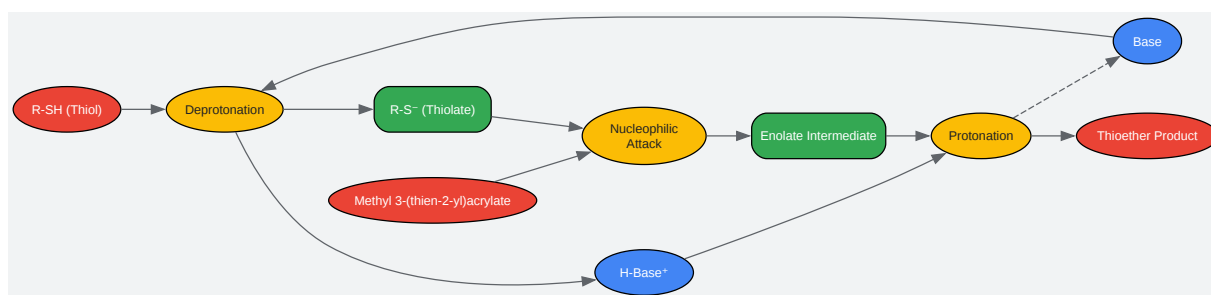 Base
R-SH (Thiol)
Deprotonation
R-S⁻ (Thiolate)
Nucleophilic
Attack
Enolate Intermediate
Protonation
Thioether Product
Methyl 3-(thien-2-yl)acrylate
H-Base⁺